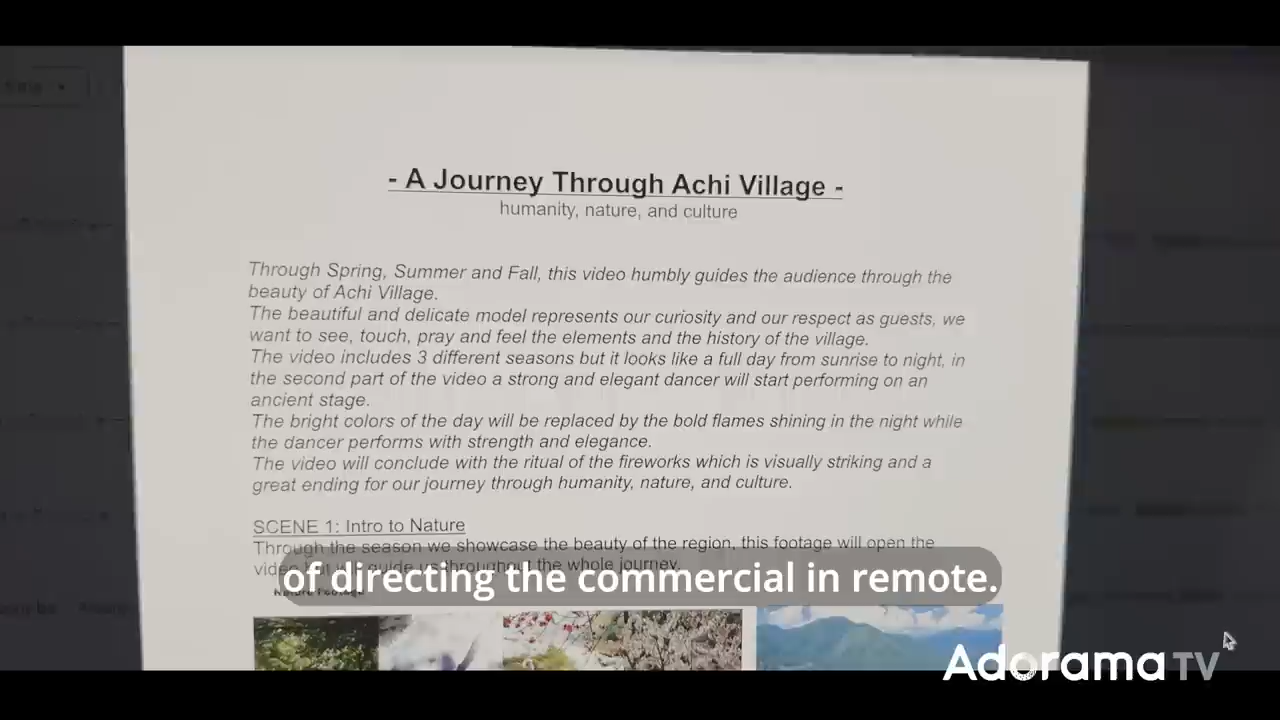 - A Journey Through Achi Village -
humanity, nature, and culture
Through Spring, Summer and Fall, this video humbly guides the audience through the
beauty of Achi Village.
The beautiful and delicate model represents our curiosity and our respect as guests, we
want to see, touch, pray and feel the elements and the history of the village.
The video includes 3 different seasons but it looks like a full day from sunrise to night, in
the second part of the video a strong and elegant dancer will start performing on an
ancient stage.
The bright colors of the day will be replaced by the bold flames shining in the night while
the dancer performs with strength and elegance.
The video will conclude with the ritual of the fireworks which is visually striking and a
great ending for our journey through humanity, nature, and culture.
SCENE 1: Intro to Nature
Through the season we showcase the beauty of the region, this footage will open the
video but will guide us throughout the whole journey.
Nature Footage
of directing the commercial in remote.
Adorama TV